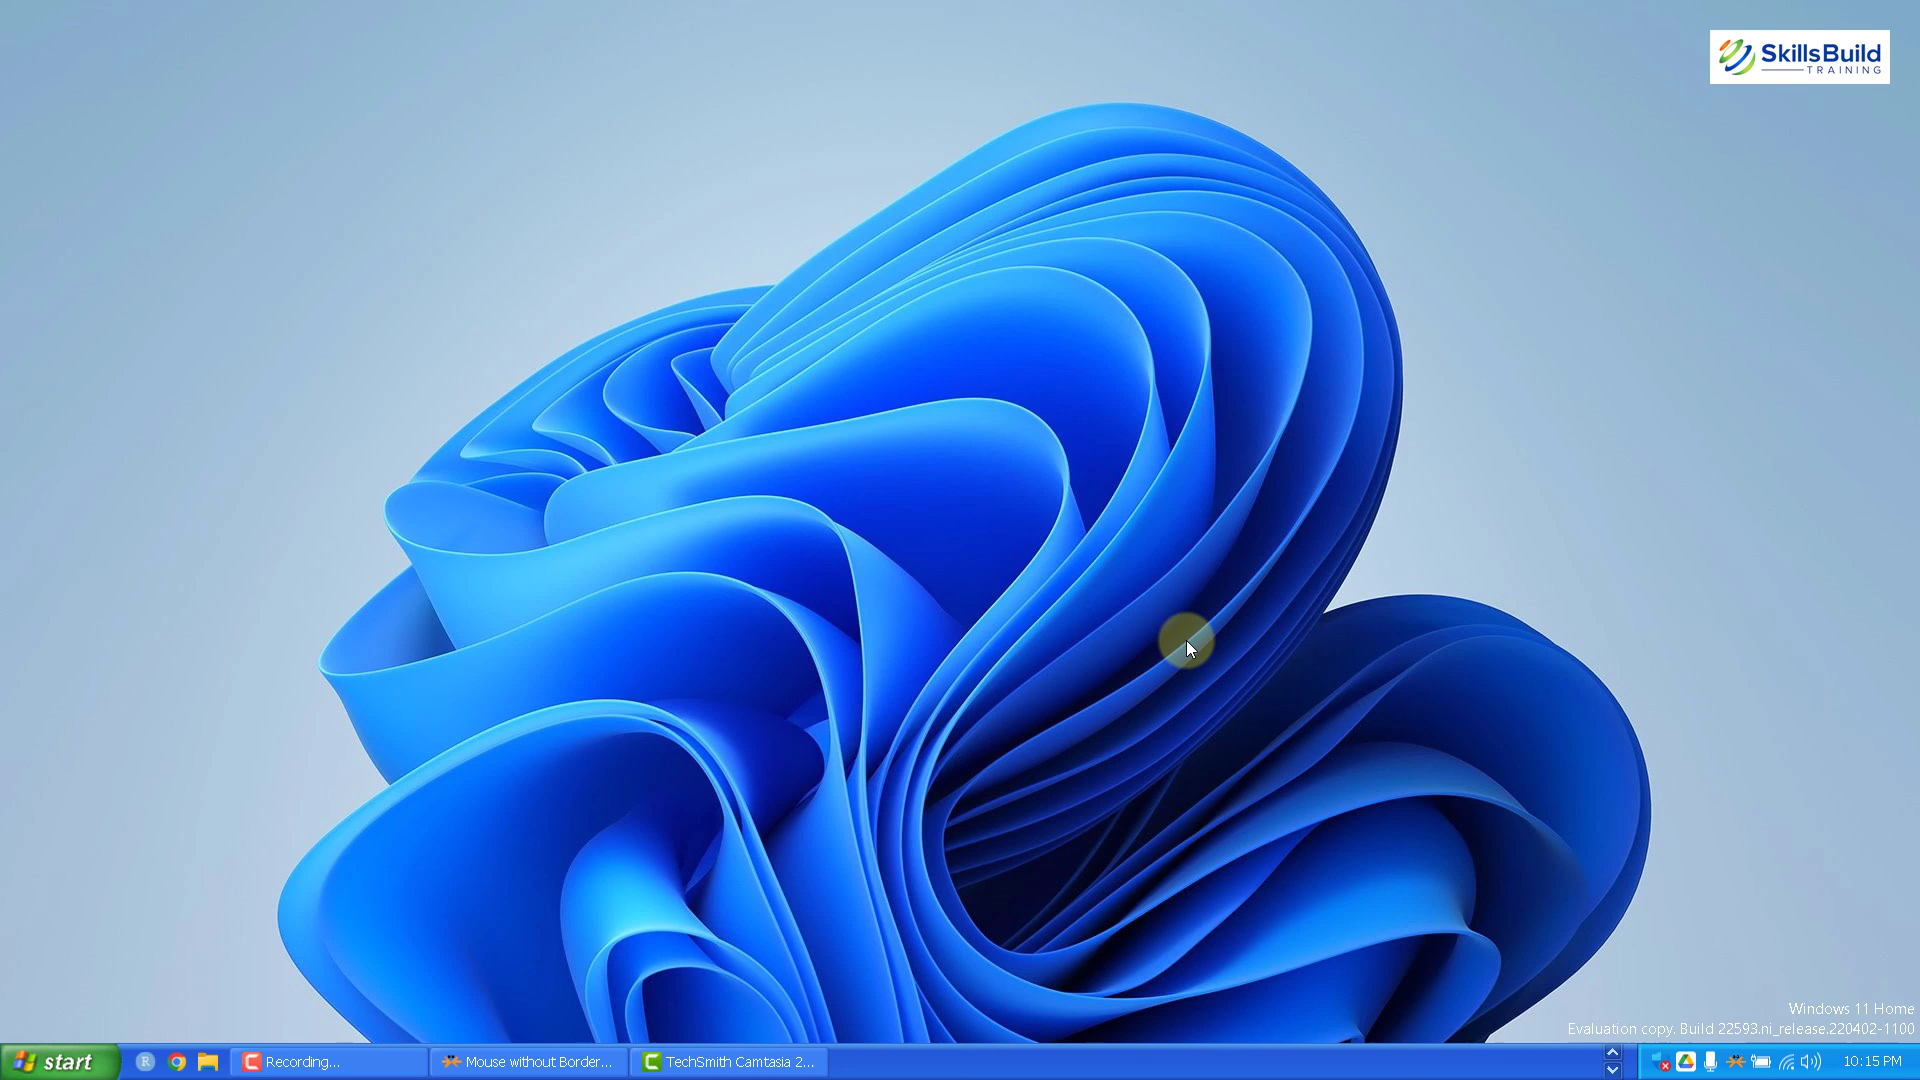 SkillsBuild
TRAINING
Windows 11 Home
Evaluation copy. Build 22593.ni_release.220402-1100
start
R
Recording...
Mouse without Border...
TechSmith Camtasia 2...
10:15 PM